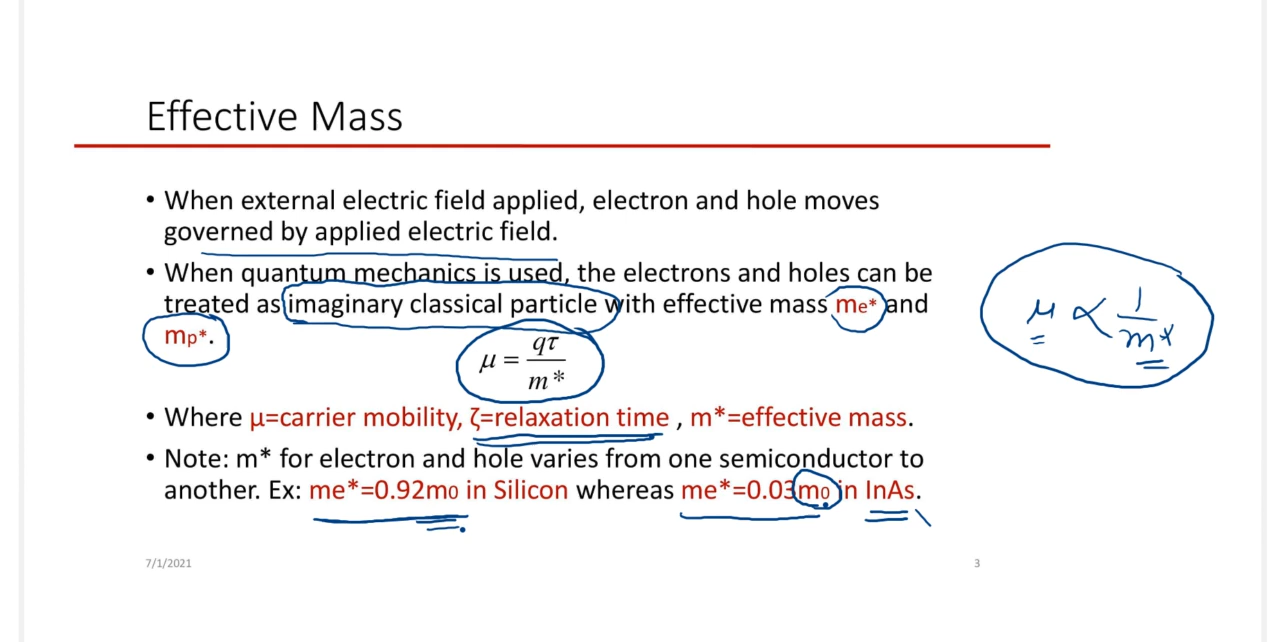 Effective Mass
• When external electric field applied, electron and hole moves
governed by applied electric field.
• When quantum mechanics is used, the electrons and holes can be
treated as imaginary classical particle with effective mass me* and
mp*.
μ = qτ / m*
μ ∝ 1 / m*
• Where μ=carrier mobility, ζ=relaxation time , m*=effective mass.
• Note: m* for electron and hole varies from one semiconductor to
another. Ex: me*=0.92m0 in Silicon whereas me*=0.03m0 in InAs.
7/1/2021
3